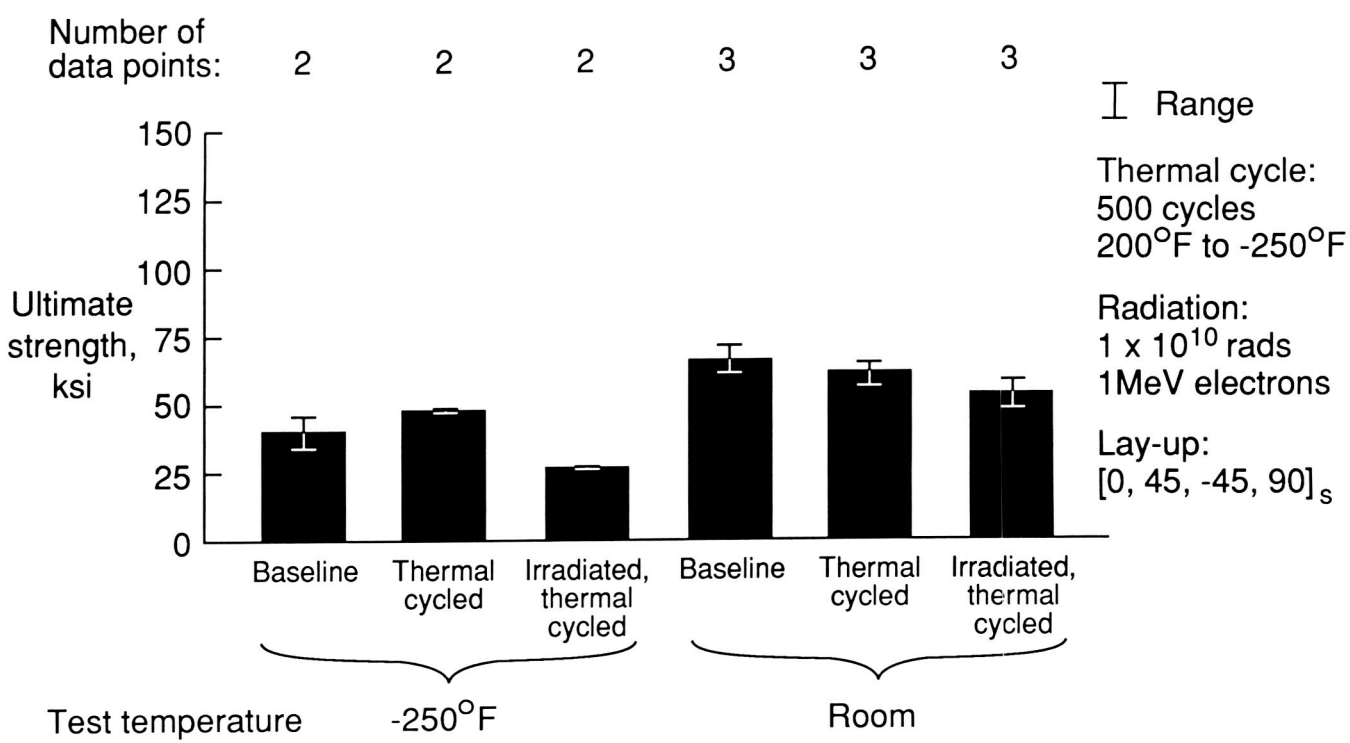 Number of
data points: 2 2 2 3 3 3
Range
Thermal cycle:
500 cycles
200°F to -250°F
Radiation:
1 x 10¹⁰ rads
1MeV electrons
Lay-up:
[0, 45, -45, 90]s
150
125
100
75
50
25
0
Ultimate
strength,
ksi
Baseline
Thermal
cycled
Irradiated,
thermal
cycled
Baseline
Thermal
cycled
Irradiated,
thermal
cycled
Test temperature -250°F Room